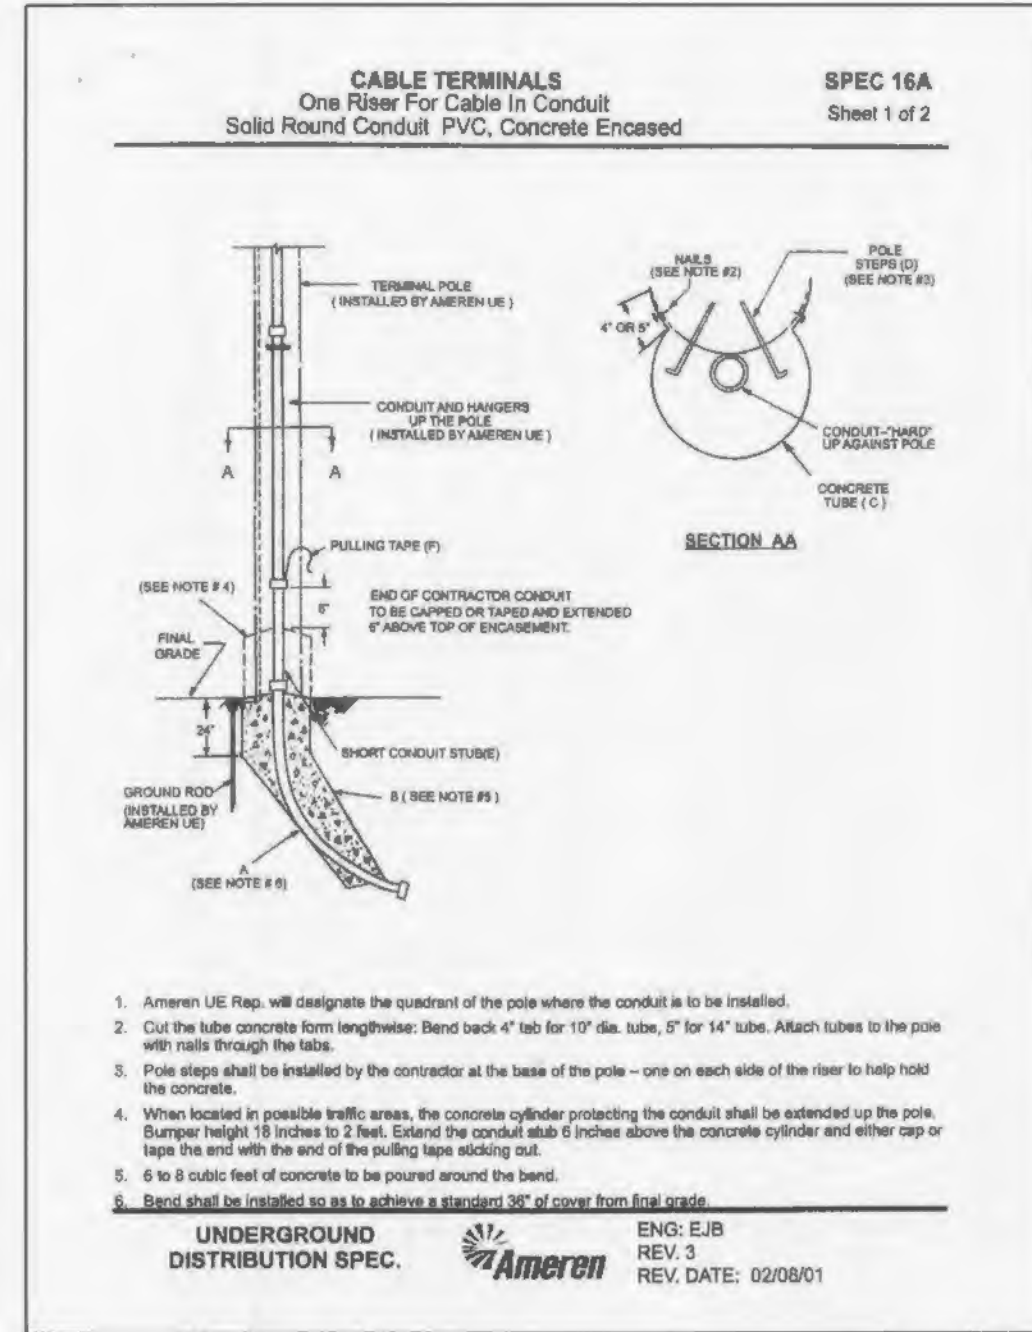 CABLE TERMINALS
One Riser For Cable In Conduit
Solid Round Conduit PVC, Concrete Encased
SPEC 16A
Sheet 1 of 2
TERMINAL POLE
( INSTALLED BY AMEREN UE )
CONDUIT AND HANGERS
UP THE POLE
( INSTALLED BY AMEREN UE )
A
A
PULLING TAPE (F)
(SEE NOTE # 4)
6"
END OF CONTRACTOR CONDUIT
TO BE CAPPED OR TAPED AND EXTENDED
6" ABOVE TOP OF ENCASEMENT.
FINAL
GRADE
24"
SHORT CONDUIT STUB(E)
GROUND ROD
(INSTALLED BY
AMEREN UE)
B ( SEE NOTE #5 )
A
(SEE NOTE # 6)
NAILS
(SEE NOTE #2)
POLE
STEPS (D)
(SEE NOTE #3)
4" OR 5"
CONDUIT-"HARD"
UP AGAINST POLE
CONCRETE
TUBE ( C )
SECTION AA
1. Ameren UE Rep. will designate the quadrant of the pole where the conduit is to be installed.
2. Cut the tube concrete form lengthwise: Bend back 4" tab for 10" dia. tube, 5" for 14" tube. Attach tubes to the pole
with nails through the tabs.
3. Pole steps shall be installed by the contractor at the base of the pole – one on each side of the riser to help hold
the concrete.
4. When located in possible traffic areas, the concrete cylinder protecting the conduit shall be extended up the pole.
Bumper height 18 inches to 2 feet. Extend the conduit stub 6 inches above the concrete cylinder and either cap or
tape the end with the end of the pulling tape sticking out.
5. 6 to 8 cubic feet of concrete to be poured around the bend.
6. Bend shall be installed so as to achieve a standard 36" of cover from final grade.
UNDERGROUND
DISTRIBUTION SPEC.
Ameren
ENG: EJB
REV. 3
REV. DATE: 02/08/01